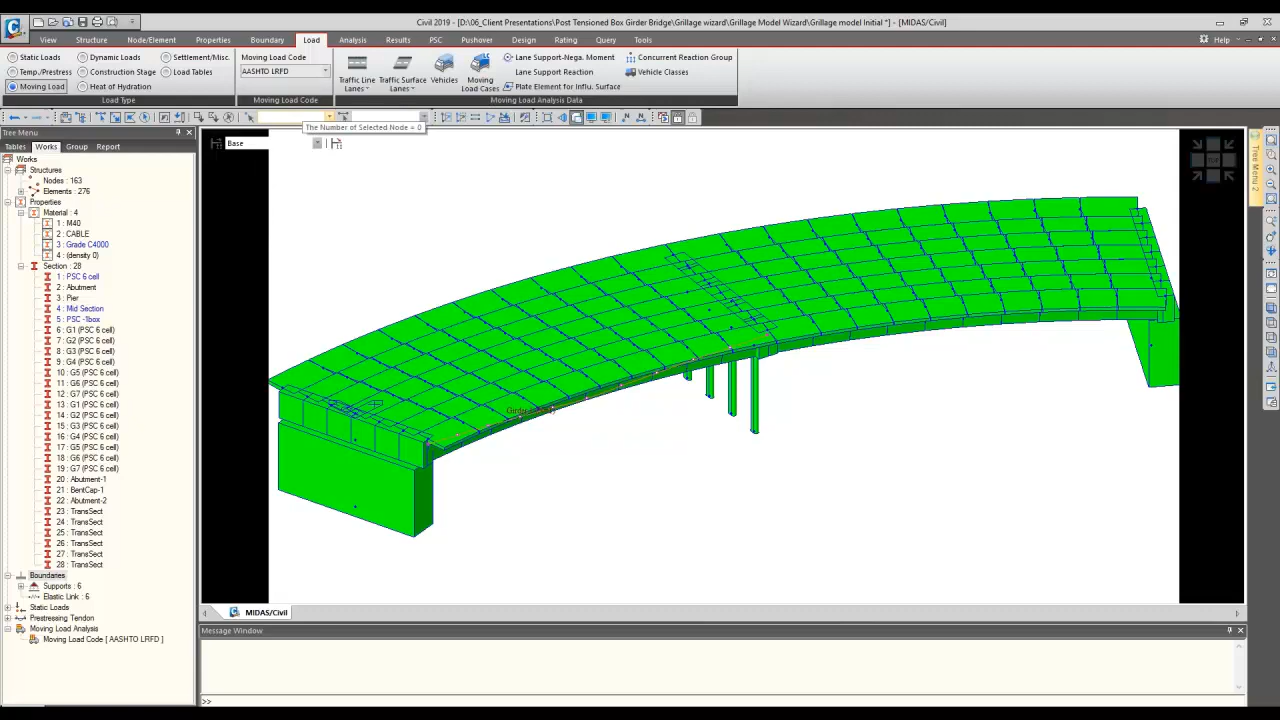 Civil 2019 - [D:\06_Client Presentations\Post Tensioned Box Girder Bridge\Grillage wizard\Grillage Model Wizard\Grillage model Initial *] - [MIDAS/Civil]
View Structure Node/Element Properties Boundary Load Analysis Results PSC Pushover Design Rating Query Tools Help
Static Loads Dynamic Loads Settlement/Misc.
Temp./Prestress Construction Stage Load Tables
Moving Load Heat of Hydration
Load Type
Moving Load Code
AASHTO LRFD
Moving Load Code
Traffic Line Lanes
Traffic Surface Lanes
Vehicles
Moving Load Cases
Lane Support-Nega. Moment
Lane Support Reaction
Plate Element for Influ. Surface
Concurrent Reaction Group
Vehicle Classes
Moving Load Analysis Data
The Number of Selected Node = 0
Base
Tree Menu
Tables Works Group Report
Works
Structures
Nodes : 163
Elements : 276
Properties
Material : 4
1 : M40
2 : CABLE
3 : Grade C4000
4 : (density 0)
Section : 28
1 : PSC 6 cell
2 : Abutment
3 : Pier
4 : Mid Section
5 : PSC -1box
6 : G1 (PSC 6 cell)
7 : G2 (PSC 6 cell)
8 : G3 (PSC 6 cell)
9 : G4 (PSC 6 cell)
10 : G5 (PSC 6 cell)
11 : G6 (PSC 6 cell)
12 : G7 (PSC 6 cell)
13 : G1 (PSC 6 cell)
14 : G2 (PSC 6 cell)
15 : G3 (PSC 6 cell)
16 : G4 (PSC 6 cell)
17 : G5 (PSC 6 cell)
18 : G6 (PSC 6 cell)
19 : G7 (PSC 6 cell)
20 : Abutment-1
21 : BentCap-1
22 : Abutment-2
23 : TransSect
24 : TransSect
25 : TransSect
26 : TransSect
27 : TransSect
28 : TransSect
Boundaries
Supports : 6
Elastic Link : 6
Static Loads
Prestressing Tendon
Moving Load Analysis
Moving Load Code [ AASHTO LRFD ]
TOP
Tree Menu 2
MIDAS/Civil
Message Window
>>